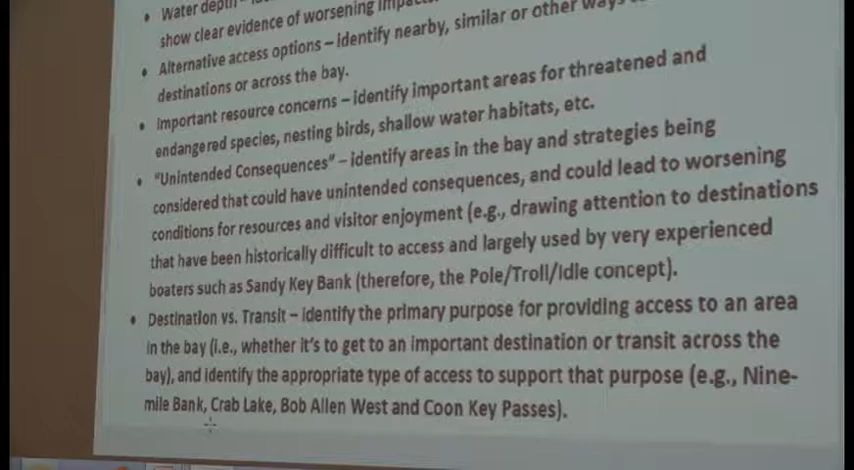 • Water depth –
show clear evidence of worsening
• Alternative access options – identify nearby, similar or other ways
destinations or across the bay.
• Important resource concerns – identify important areas for threatened and
endangered species, nesting birds, shallow water habitats, etc.
• "Unintended Consequences" – identify areas in the bay and strategies being
considered that could have unintended consequences, and could lead to worsening
conditions for resources and visitor enjoyment (e.g., drawing attention to destinations
that have been historically difficult to access and largely used by very experienced
boaters such as Sandy Key Bank (therefore, the Pole/Troll/Idle concept).
• Destination vs. Transit – identify the primary purpose for providing access to an area
in the bay (i.e., whether it's to get to an important destination or transit across the
bay), and identify the appropriate type of access to support that purpose (e.g., Nine-
mile Bank, Crab Lake, Bob Allen West and Coon Key Passes).